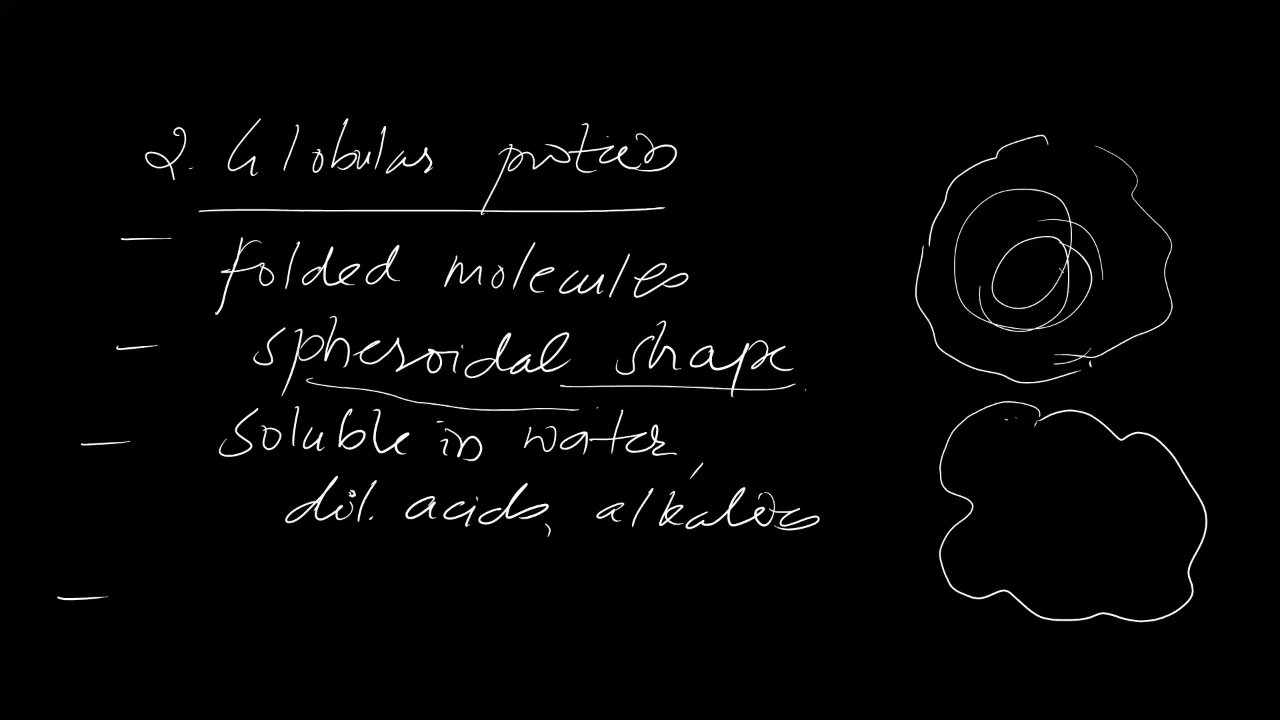 2. Globular proteins
- folded molecules
- spheroidal shape
- soluble in water,
dil. acids, alkalies
-